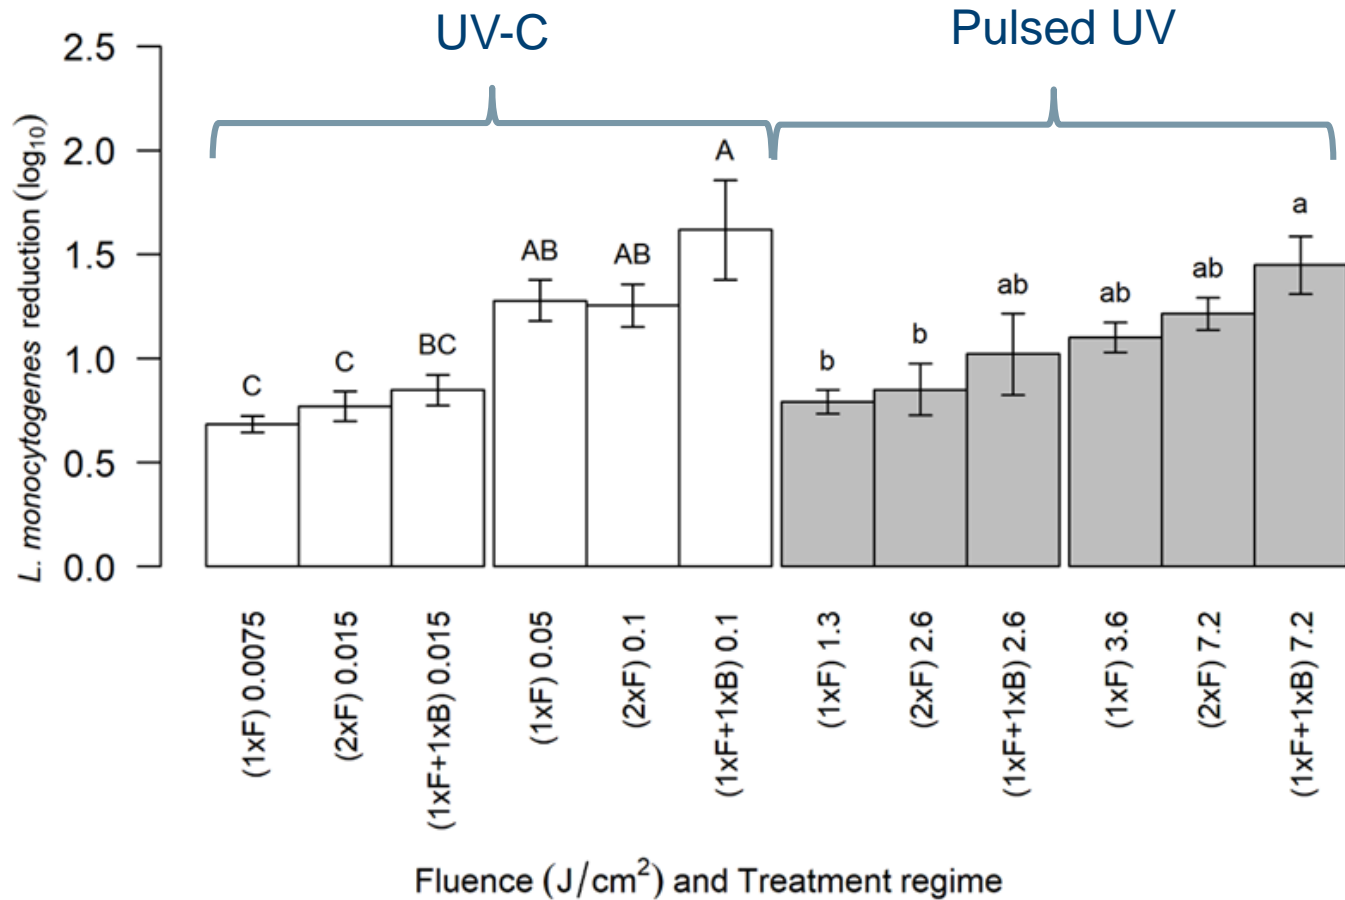 UV-C
Pulsed UV
L. monocytogenes reduction (log₁₀)
2.5
2.0
1.5
1.0
0.5
0.0
C
C
BC
AB
AB
A
b
b
ab
ab
ab
a
(1xF) 0.0075
(2xF) 0.015
(1xF+1xB) 0.015
(1xF) 0.05
(2xF) 0.1
(1xF+1xB) 0.1
(1xF) 1.3
(2xF) 2.6
(1xF+1xB) 2.6
(1xF) 3.6
(2xF) 7.2
(1xF+1xB) 7.2
Fluence (J/cm²) and Treatment regime